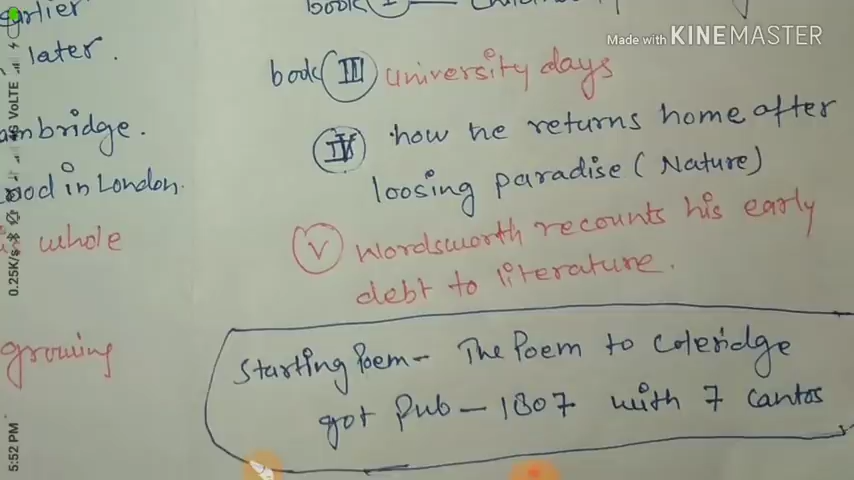 earlier
later.
ambridge.
ood in London.
whole
growing
book I
book III university days
IV how he returns home after
loosing paradise (Nature)
V Wordsworth recounts his early
debt to literature.
Starting Poem - The Poem to Coleridge
got Pub - 1807 with 7 cantos
Made with KINEMASTER
VoLTE
0.25K/s
5:52 PM